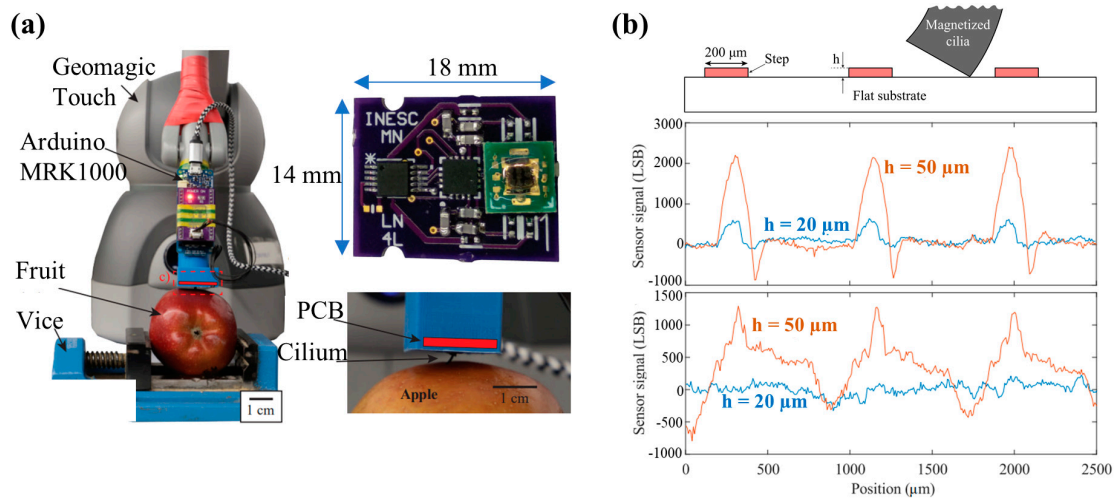 (a)
Geomagic
Touch
Arduino
MRK1000
Fruit
Vice
c)
1 cm
18 mm
14 mm
INESC
MN
LN
4L
1
PCB
Cilium
Apple
1 cm
(b)
Magnetized
cilia
200 µm
Step
h
Flat substrate
Sensor signal (LSB)
3000
2000
1000
0
-1000
h = 50 µm
h = 20 µm
Sensor signal (LSB)
1500
1000
500
0
-500
-1000
h = 50 µm
h = 20 µm
0
500
1000
1500
2000
2500
Position (µm)